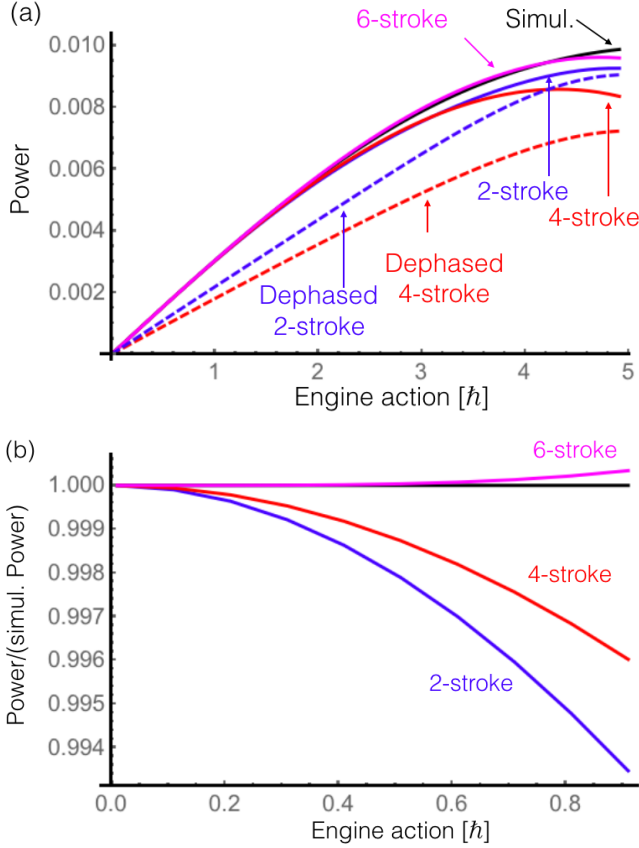 (a)
Power
0.010
0.008
0.006
0.004
0.002
6-stroke
Simul.
2-stroke
4-stroke
Dephased
2-stroke
Dephased
4-stroke
1
2
3
4
5
Engine action [ℏ]
(b)
Power/(simul. Power)
1.000
0.999
0.998
0.997
0.996
0.995
0.994
6-stroke
4-stroke
2-stroke
0.0
0.2
0.4
0.6
0.8
Engine action [ℏ]